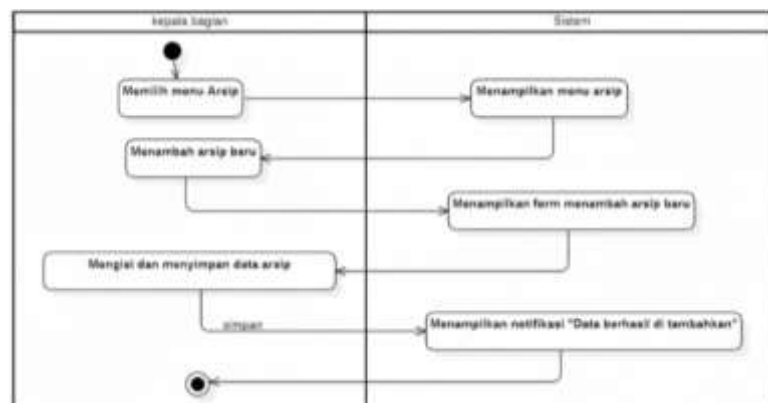 kepala bagian
Sistem
Memilih menu Arsip
Menampilkan menu arsip
Menambah arsip baru
Menampilkan form menambah arsip baru
Mengisi dan menyimpan data arsip
simpan
Menampilkan notifikasi "Data berhasil di tambahkan"